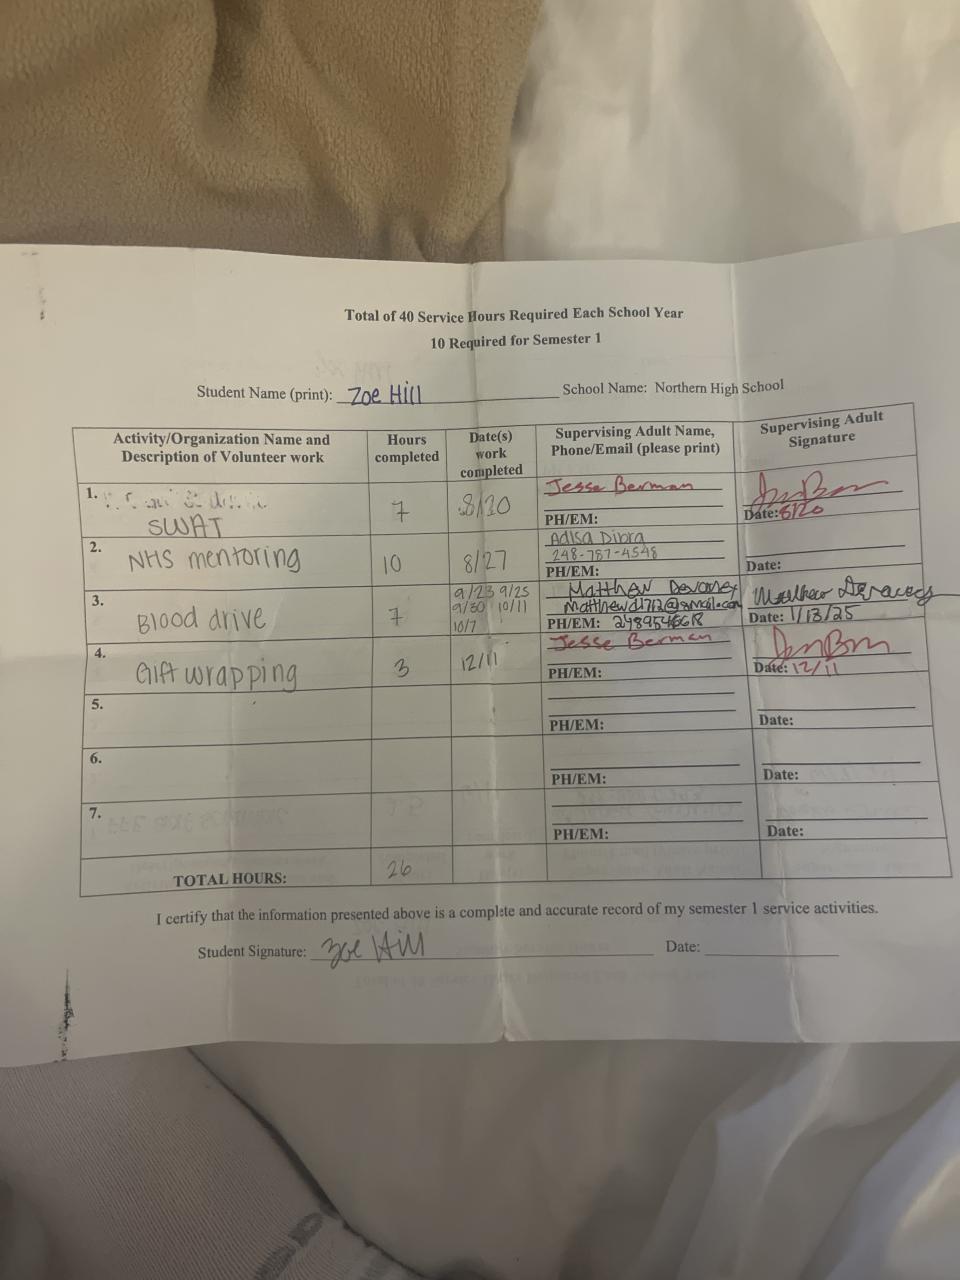 Total of 40 Service Hours Required Each School Year
10 Required for Semester 1
Student Name (print): Zoe Hill School Name: Northern High School
Activity/Organization Name and Description of Volunteer work
Hours completed
Date(s) work completed
Supervising Adult Name, Phone/Email (please print)
Supervising Adult Signature
1.
SWAT
7
8/20
Jesse Berman
PH/EM:
Date: 8/20
2.
NHS mentoring
10
8/27
Adisa Dibra
248-787-4548
PH/EM:
Date:
3.
Blood drive
7
9/23 9/25
9/30 10/11
10/7
Matthew
PH/EM:
Matthew
Date: 1/13/25
4.
Gift wrapping
3
12/11
Jesse Berman
PH/EM:
Date: 12/11
5.
PH/EM:
Date:
6.
PH/EM:
Date:
7.
PH/EM:
Date:
TOTAL HOURS: 26
I certify that the information presented above is a complete and accurate record of my semester 1 service activities.
Student Signature: Zoe Hill Date: